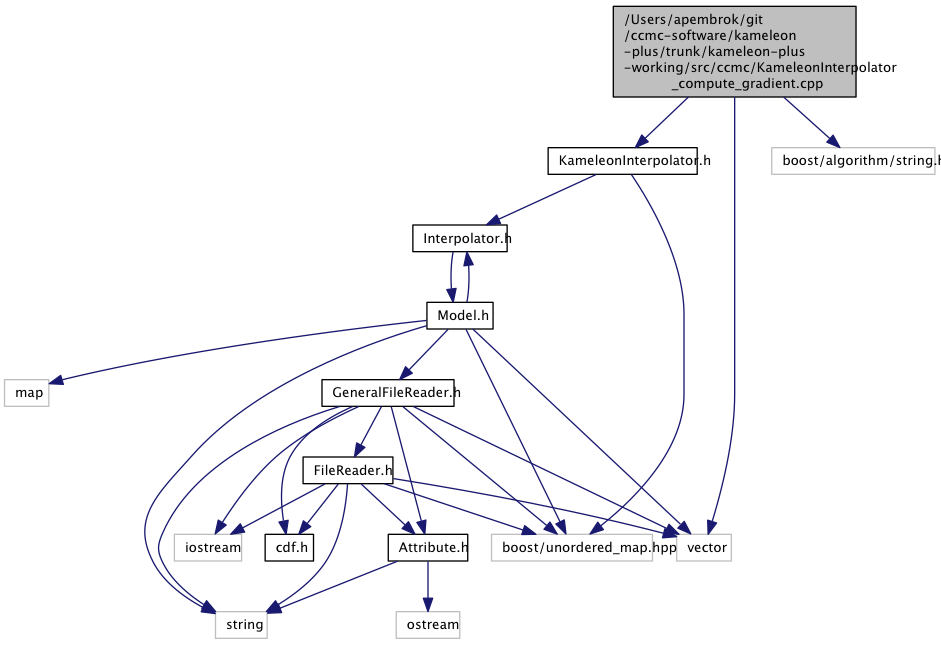 /Users/apembrok/git
/ccmc-software/kameleon
-plus/trunk/kameleon-plus
-working/src/ccmc/KameleonInterpolator
_compute_gradient.cpp
KameleonInterpolator.h
boost/algorithm/string.h
Interpolator.h
Model.h
map
GeneralFileReader.h
FileReader.h
iostream
cdf.h
Attribute.h
boost/unordered_map.hpp
vector
string
ostream